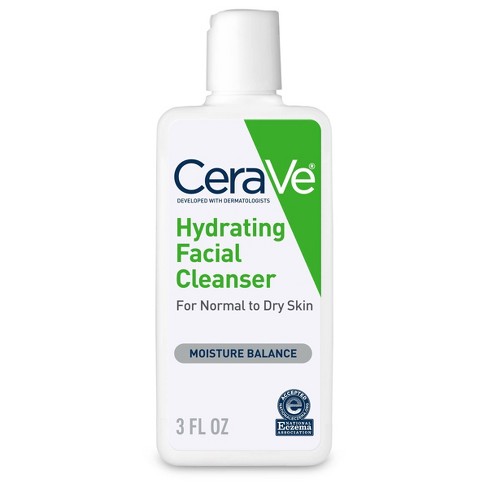 CeraVe®
DEVELOPED WITH DERMATOLOGISTS
Hydrating
Facial
Cleanser
For Normal to Dry Skin
MOISTURE BALANCE
3 FL OZ
ACCEPTED
e
NATIONAL
Eczema
ASSOCIATION